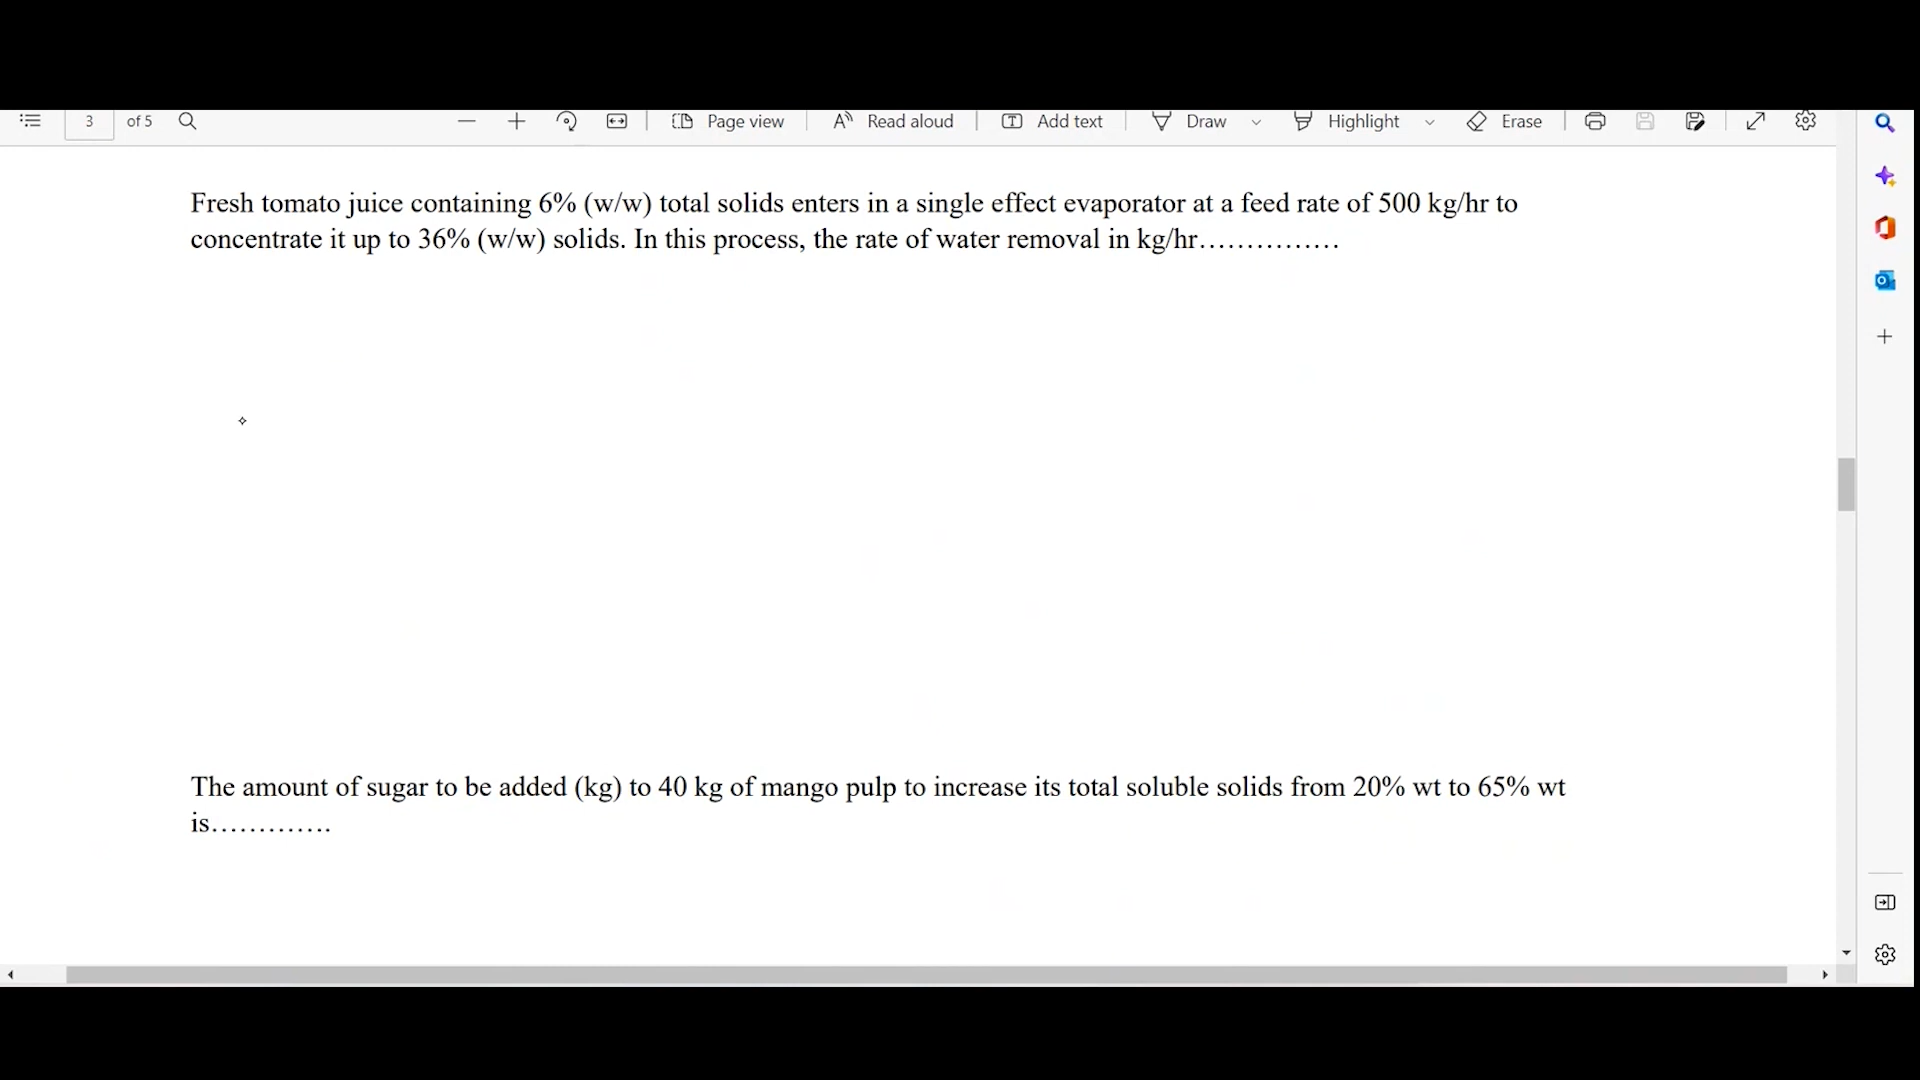 3 of 5 Page view Read aloud Add text Draw Highlight Erase
Fresh tomato juice containing 6% (w/w) total solids enters in a single effect evaporator at a feed rate of 500 kg/hr to
concentrate it up to 36% (w/w) solids. In this process, the rate of water removal in kg/hr……………
The amount of sugar to be added (kg) to 40 kg of mango pulp to increase its total soluble solids from 20% wt to 65% wt
is………….